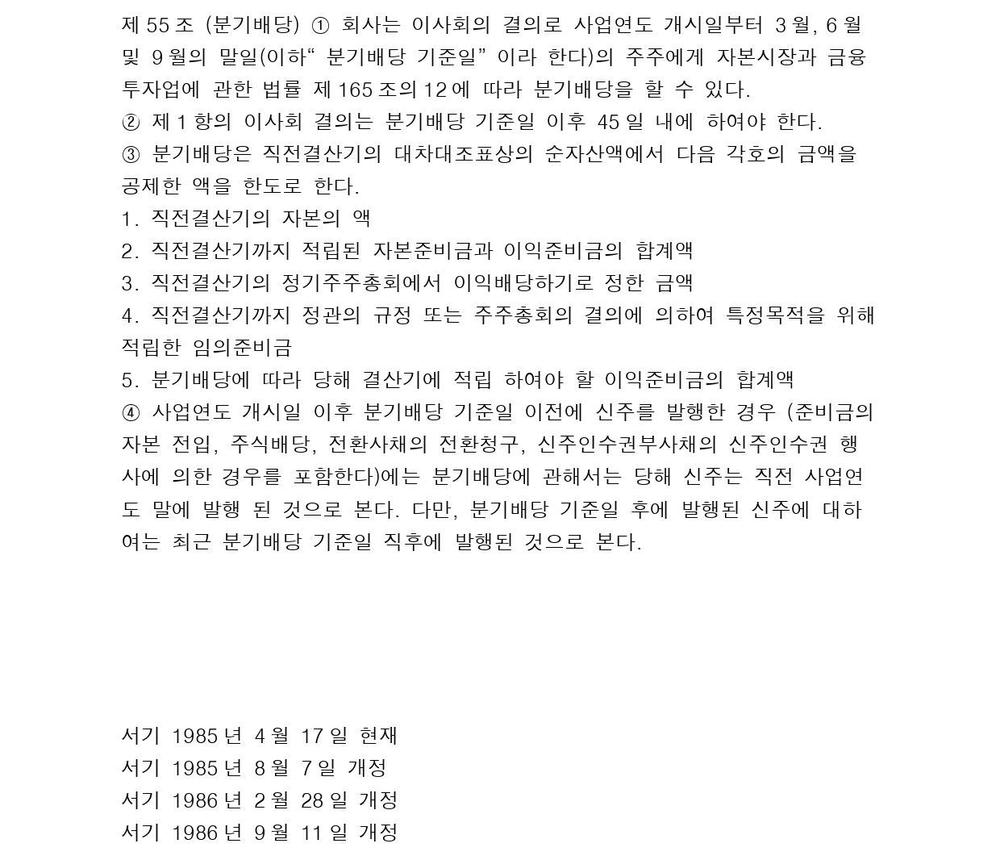 제 55 조 (분기배당) ① 회사는 이사회의 결의로 사업연도 개시일부터 3 월, 6 월
및 9 월의 말일(이하“ 분기배당 기준일” 이라 한다)의 주주에게 자본시장과 금융
투자업에 관한 법률 제 165 조의 12 에 따라 분기배당을 할 수 있다.
② 제 1 항의 이사회 결의는 분기배당 기준일 이후 45 일 내에 하여야 한다.
③ 분기배당은 직전결산기의 대차대조표상의 순자산액에서 다음 각호의 금액을
공제한 액을 한도로 한다.
1. 직전결산기의 자본의 액
2. 직전결산기까지 적립된 자본준비금과 이익준비금의 합계액
3. 직전결산기의 정기주주총회에서 이익배당하기로 정한 금액
4. 직전결산기까지 정관의 규정 또는 주주총회의 결의에 의하여 특정목적을 위해
적립한 임의준비금
5. 분기배당에 따라 당해 결산기에 적립 하여야 할 이익준비금의 합계액
④ 사업연도 개시일 이후 분기배당 기준일 이전에 신주를 발행한 경우 (준비금의
자본 전입, 주식배당, 전환사채의 전환청구, 신주인수권부사채의 신주인수권 행
사에 의한 경우를 포함한다)에는 분기배당에 관해서는 당해 신주는 직전 사업연
도 말에 발행 된 것으로 본다. 다만, 분기배당 기준일 후에 발행된 신주에 대하
여는 최근 분기배당 기준일 직후에 발행된 것으로 본다.
서기 1985 년 4 월 17 일 현재
서기 1985 년 8 월 7 일 개정
서기 1986 년 2 월 28 일 개정
서기 1986 년 9 월 11 일 개정